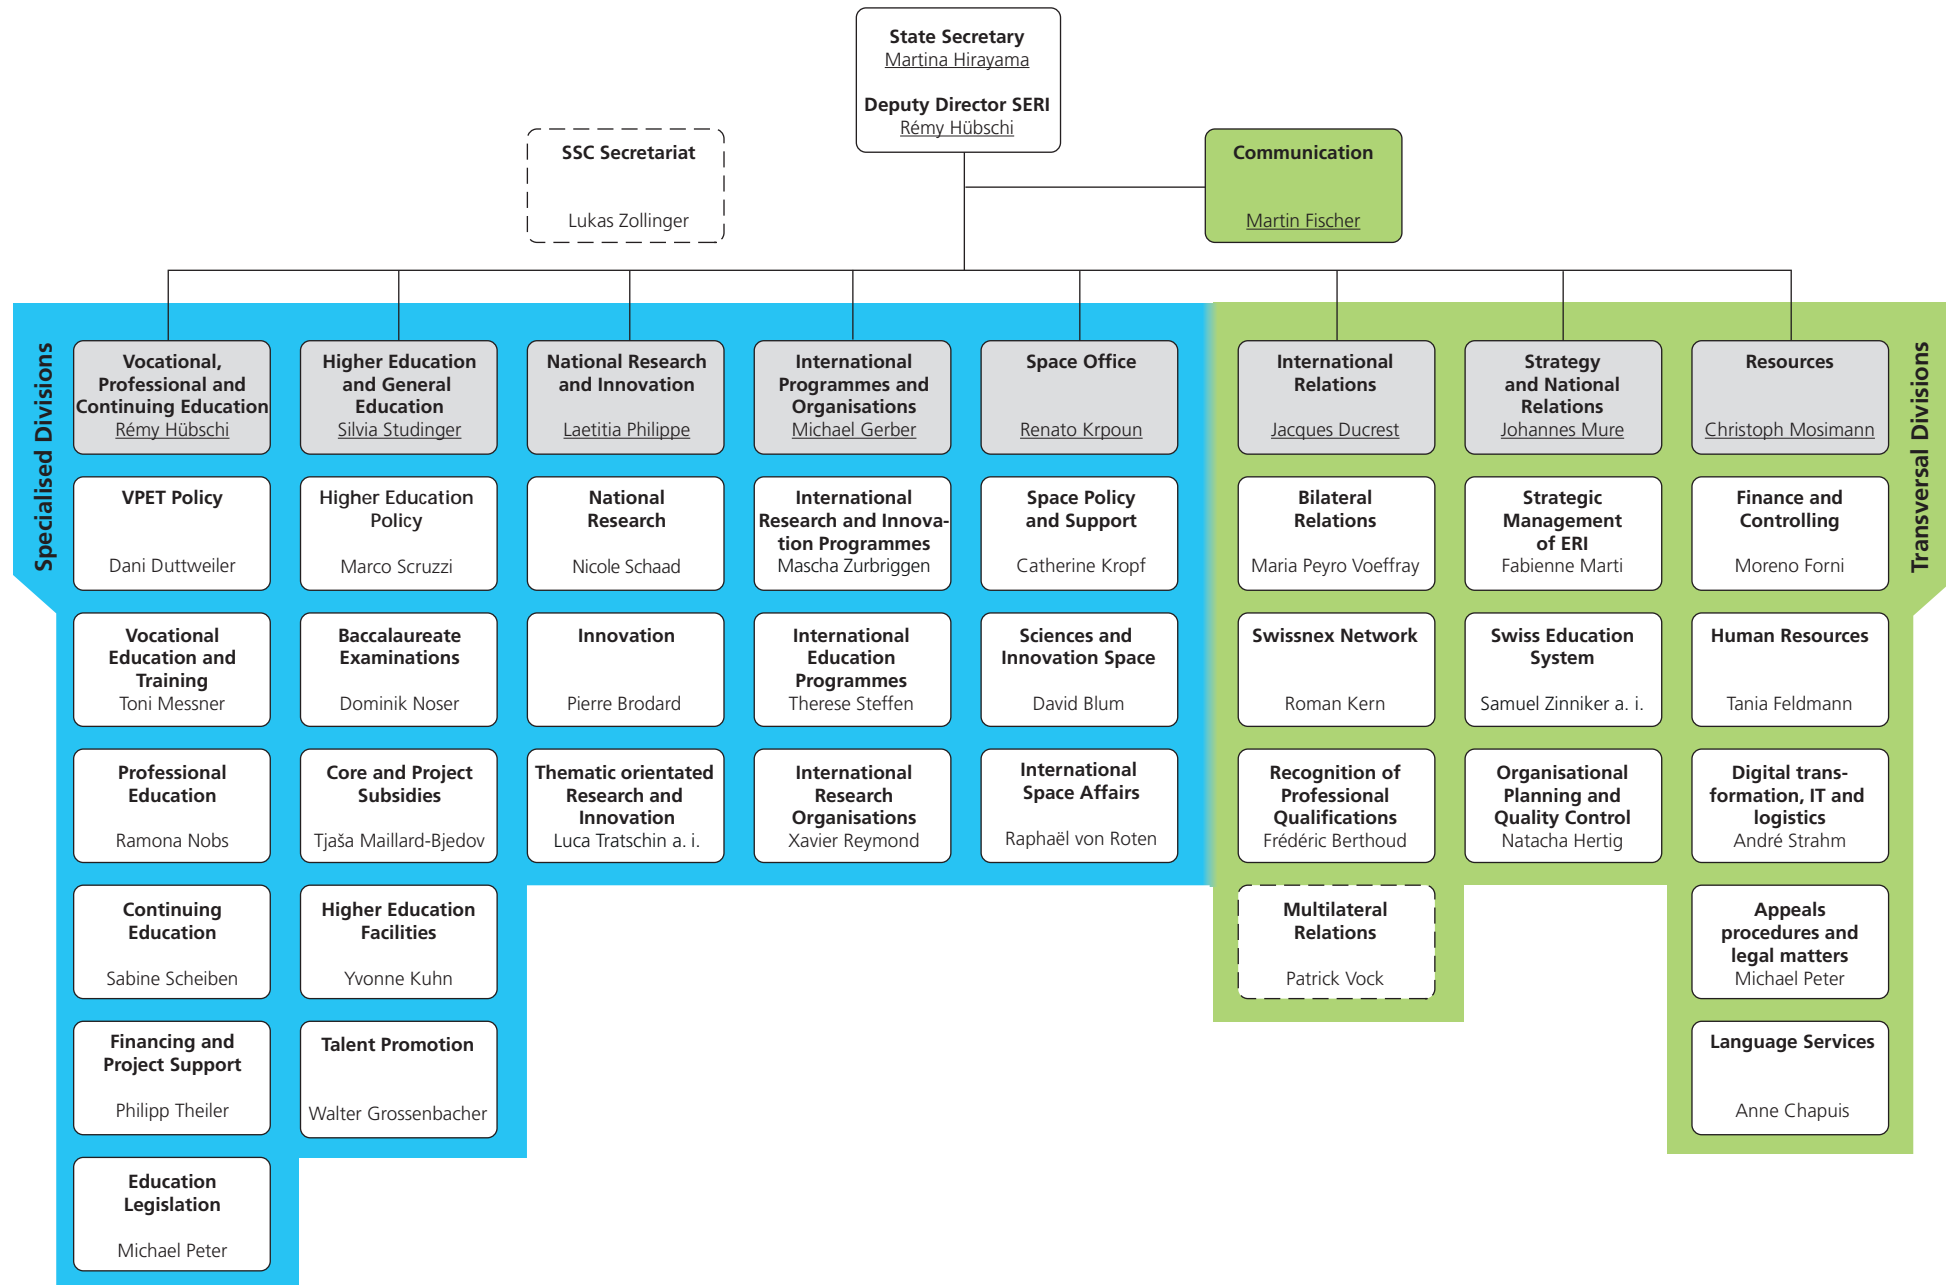 State Secretary
Martina Hirayama
Deputy Director SERI
Rémy Hübschi
SSC Secretariat
Lukas Zollinger
Communication
Martin Fischer
Specialised Divisions
Vocational,
Professional and
Continuing Education
Rémy Hübschi
VPET Policy
Dani Duttweiler
Vocational
Education and
Training
Toni Messner
Professional
Education
Ramona Nobs
Continuing
Education
Sabine Scheiben
Financing and
Project Support
Philipp Theiler
Education
Legislation
Michael Peter
Higher Education
and General
Education
Silvia Studinger
Higher Education
Policy
Marco Scruzzi
Baccalaureate
Examinations
Dominik Noser
Core and Project
Subsidies
Tjaša Maillard-Bjedov
Higher Education
Facilities
Yvonne Kuhn
Talent Promotion
Walter Grossenbacher
National Research
and Innovation
Laetitia Philippe
National
Research
Nicole Schaad
Innovation
Pierre Brodard
Thematic orientated
Research and
Innovation
Luca Tratschin a. i.
International
Programmes and
Organisations
Michael Gerber
International
Research and Innova-
tion Programmes
Mascha Zurbriggen
International
Education
Programmes
Therese Steffen
International
Research
Organisations
Xavier Reymond
Space Office
Renato Krpoun
Space Policy
and Support
Catherine Kropf
Sciences and
Innovation Space
David Blum
International
Space Affairs
Raphaël von Roten
International
Relations
Jacques Ducrest
Bilateral
Relations
Maria Peyro Voeffray
Swissnex Network
Roman Kern
Recognition of
Professional
Qualifications
Frédéric Berthoud
Multilateral
Relations
Patrick Vock
Strategy
and National
Relations
Johannes Mure
Strategic
Management
of ERI
Fabienne Marti
Swiss Education
System
Samuel Zinniker a. i.
Organisational
Planning and
Quality Control
Natacha Hertig
Resources
Christoph Mosimann
Finance and
Controlling
Moreno Forni
Human Resources
Tania Feldmann
Digital trans-
formation, IT and
logistics
André Strahm
Appeals
procedures and
legal matters
Michael Peter
Language Services
Anne Chapuis
Transversal Divisions